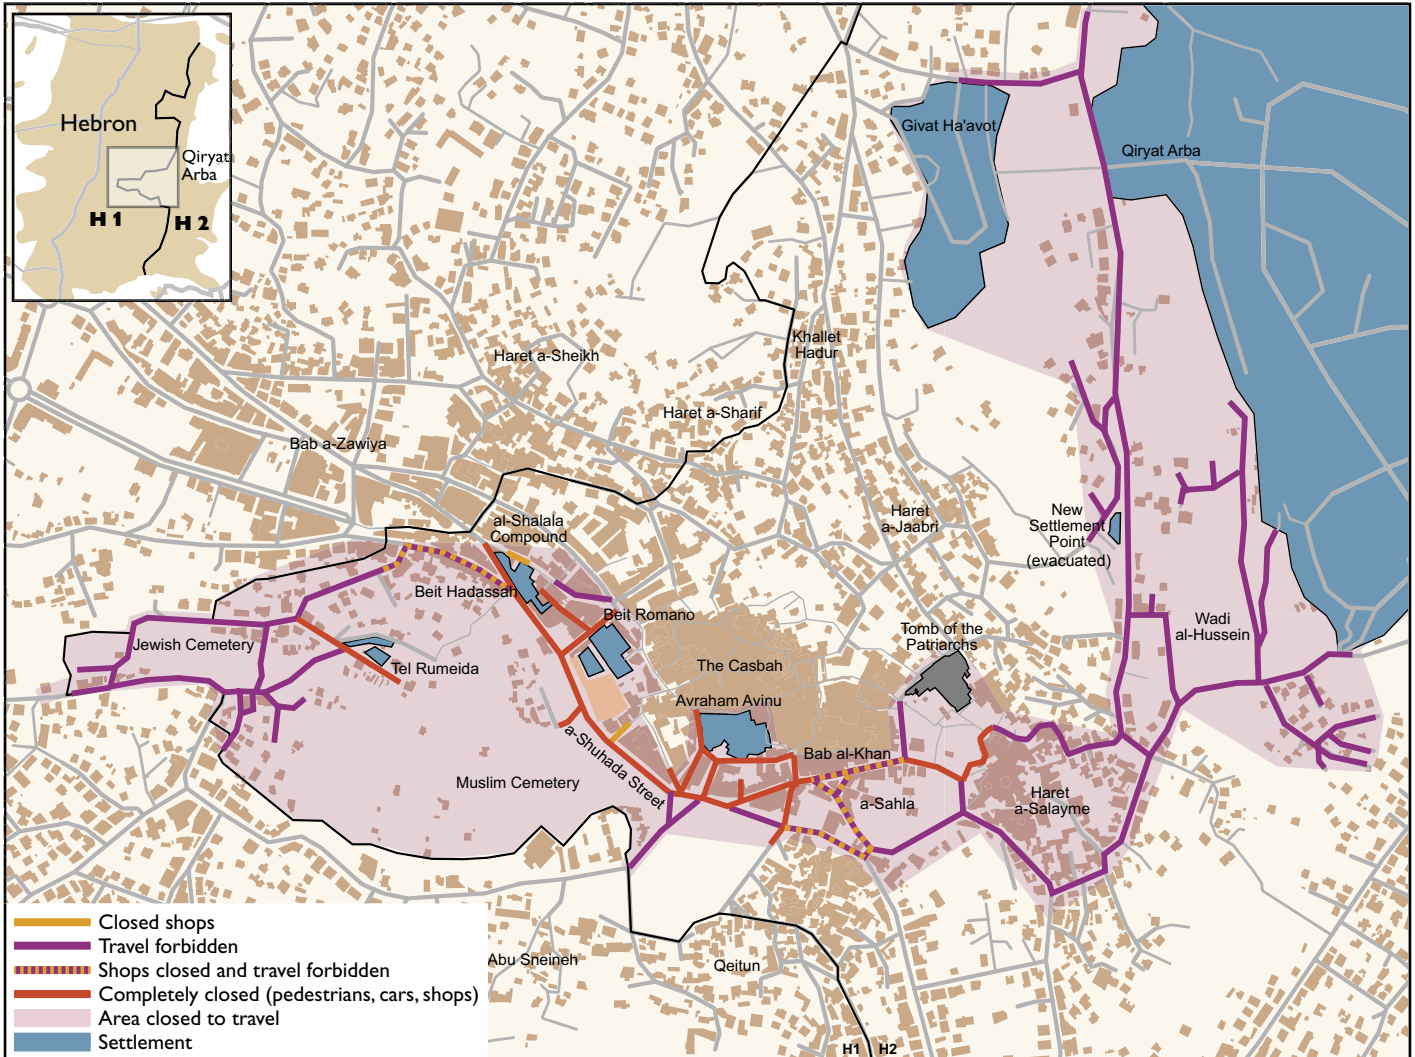 Hebron
Qiryat
Arba
H 1
H 2
Givat Ha'avot
Qiryat Arba
Khallet
Hadur
Haret a-Sheikh
Haret a-Sharif
Bab a-Zawiya
al-Shalala
Compound
Haret
a-Jaabri
New
Settlement
Point
(evacuated)
Beit Hadassah
Beit Romano
Jewish Cemetery
Tel Rumeida
The Casbah
Tomb of the
Patriarchs
Wadi
al-Hussein
Avraham Avinu
a-Shuhada Street
Bab al-Khan
Muslim Cemetery
a-Sahla
Haret
a-Salayme
Abu Sneineh
Qeitun
H1
H2
Closed shops
Travel forbidden
Shops closed and travel forbidden
Completely closed (pedestrians, cars, shops)
Area closed to travel
Settlement